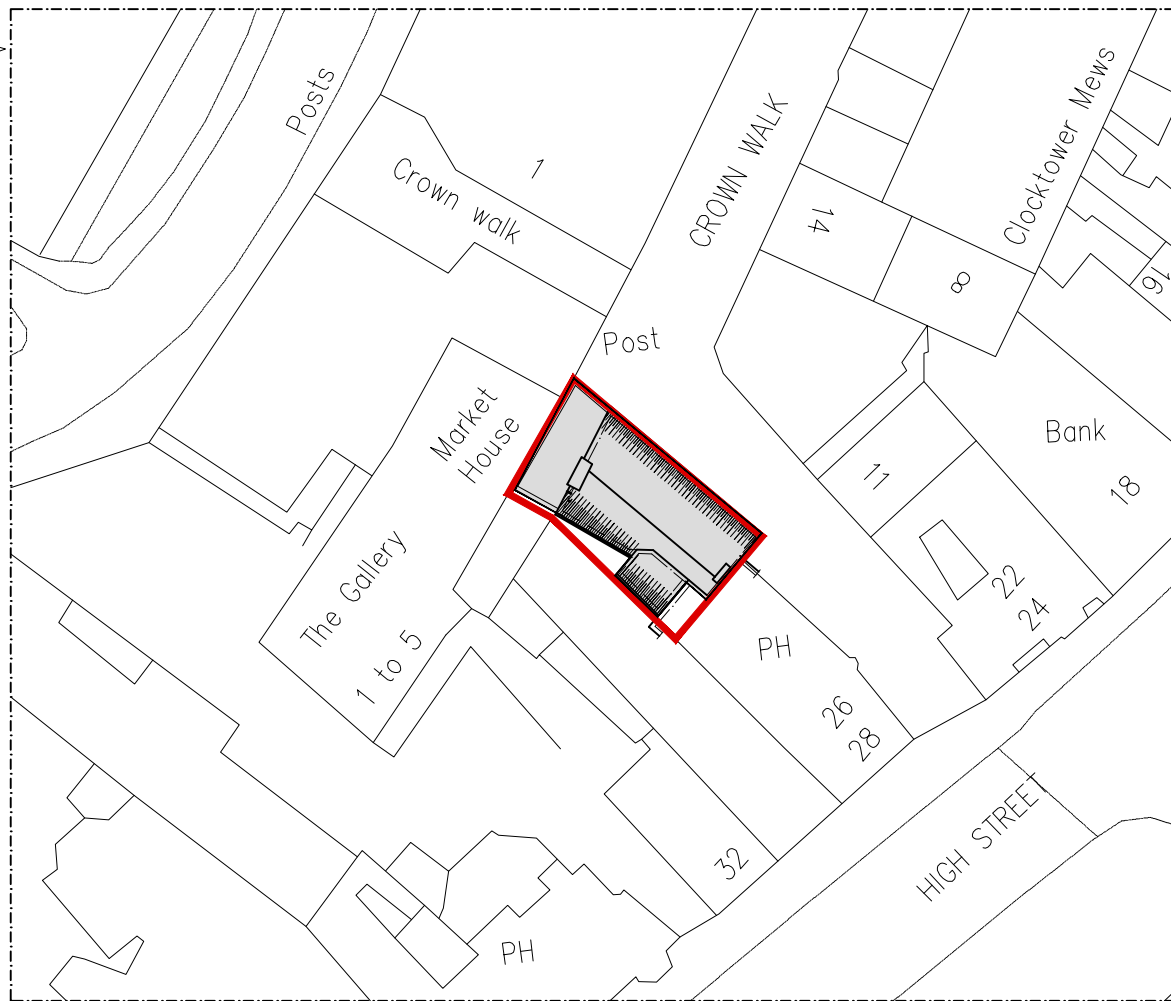 Posts
Crown walk
1
CROWN WALK
Clocktower Mews
14
8
16
Post
Market
House
Bank
18
11
The Gallery
1 to 5
22
24
PH
26
28
HIGH STREET
32
PH